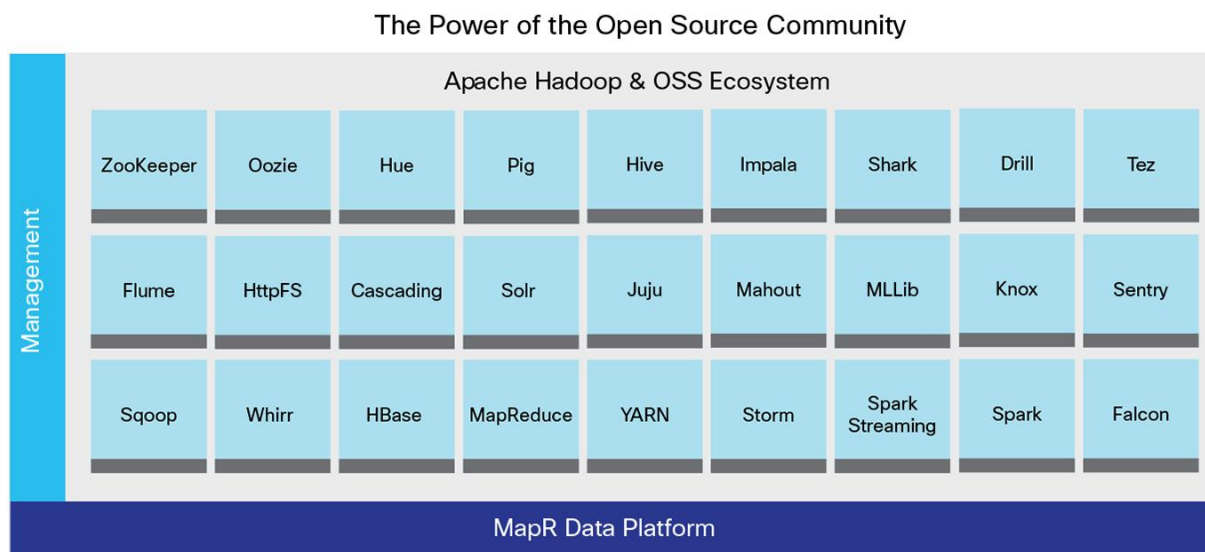 The Power of the Open Source Community
Apache Hadoop & OSS Ecosystem
Management
ZooKeeper
Oozie
Hue
Pig
Hive
Impala
Shark
Drill
Tez
Flume
HttpFS
Cascading
Solr
Juju
Mahout
MLLib
Knox
Sentry
Sqoop
Whirr
HBase
MapReduce
YARN
Storm
Spark
Streaming
Spark
Falcon
MapR Data Platform